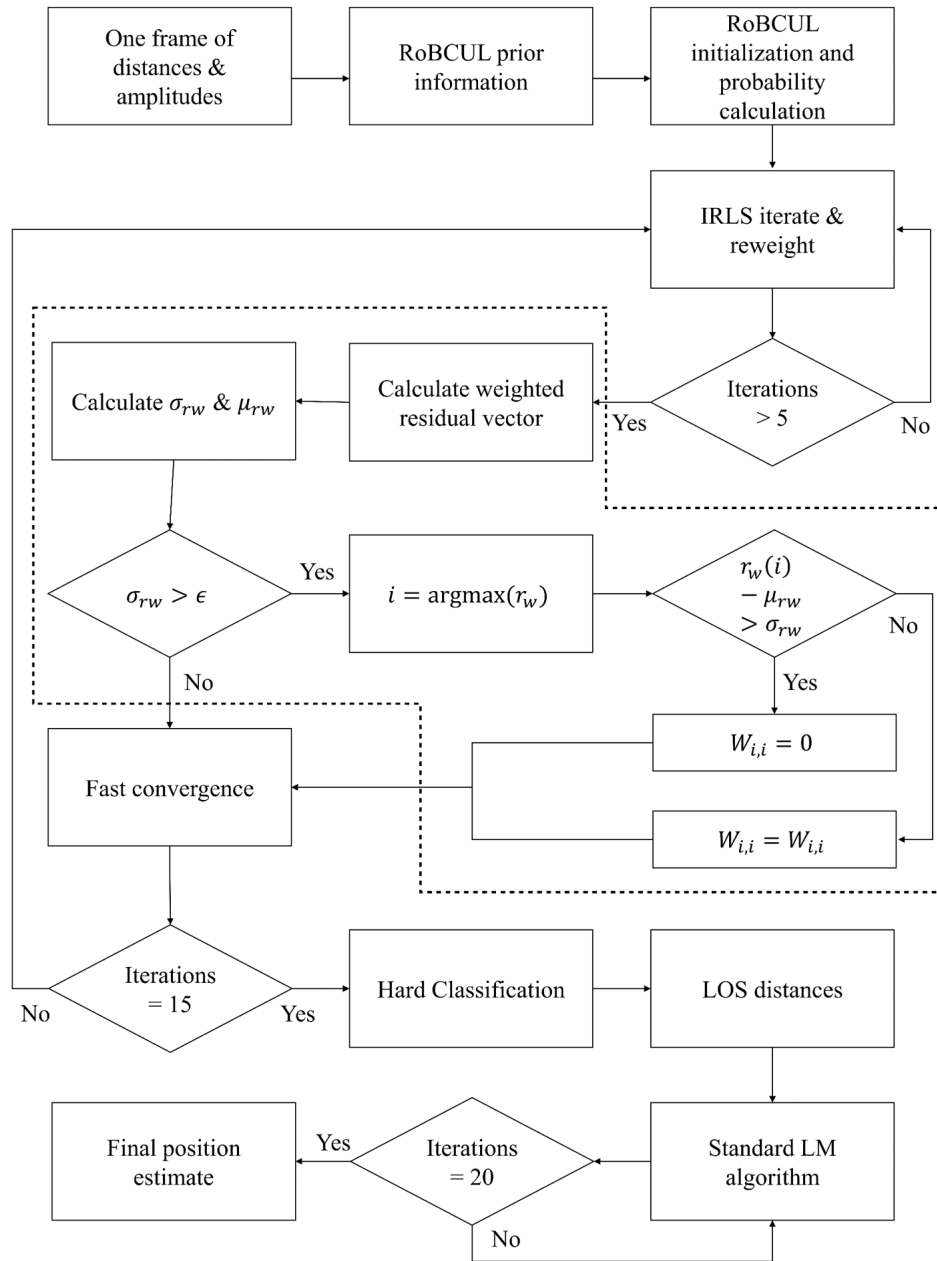 One frame of
distances &
amplitudes
RoBCUL prior
information
RoBCUL
initialization and
probability
calculation
IRLS iterate &
reweight
Calculate σ_rw & μ_rw
Calculate weighted
residual vector
Yes
Iterations
> 5
No
σ_rw > ϵ
Yes
No
i = argmax(r_w)
r_w(i)
− μ_rw
> σ_rw
No
Yes
W_i,i = 0
Fast convergence
W_i,i = W_i,i
Iterations
= 15
No
Yes
Hard Classification
LOS distances
Final position
estimate
Yes
Iterations
= 20
No
Standard LM
algorithm